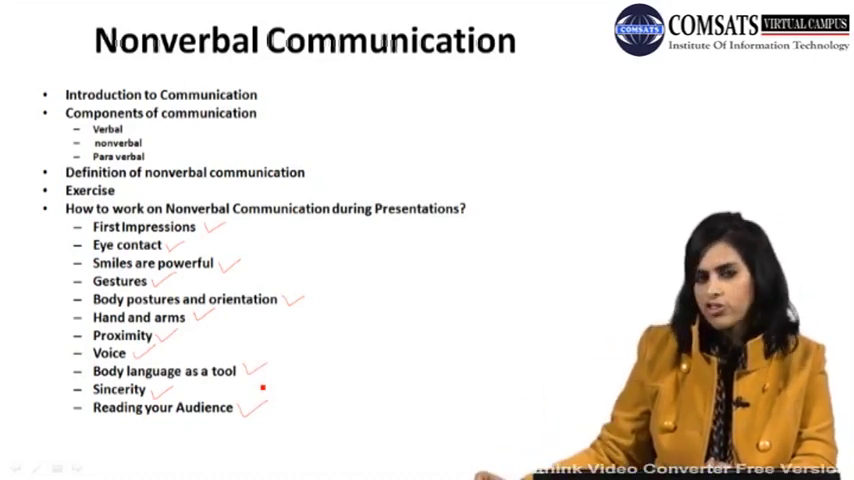 Nonverbal Communication
COMSATS VIRTUAL CAMPUS
COMSATS
Institute Of Information Technology
• Introduction to Communication
• Components of communication
– Verbal
– nonverbal
– Para verbal
• Definition of nonverbal communication
• Exercise
• How to work on Nonverbal Communication during Presentations?
– First Impressions
– Eye contact
– Smiles are powerful
– Gestures
– Body postures and orientation
– Hand and arms
– Proximity
– Voice
– Body language as a tool
– Sincerity
– Reading your Audience
Video Converter Free Versio